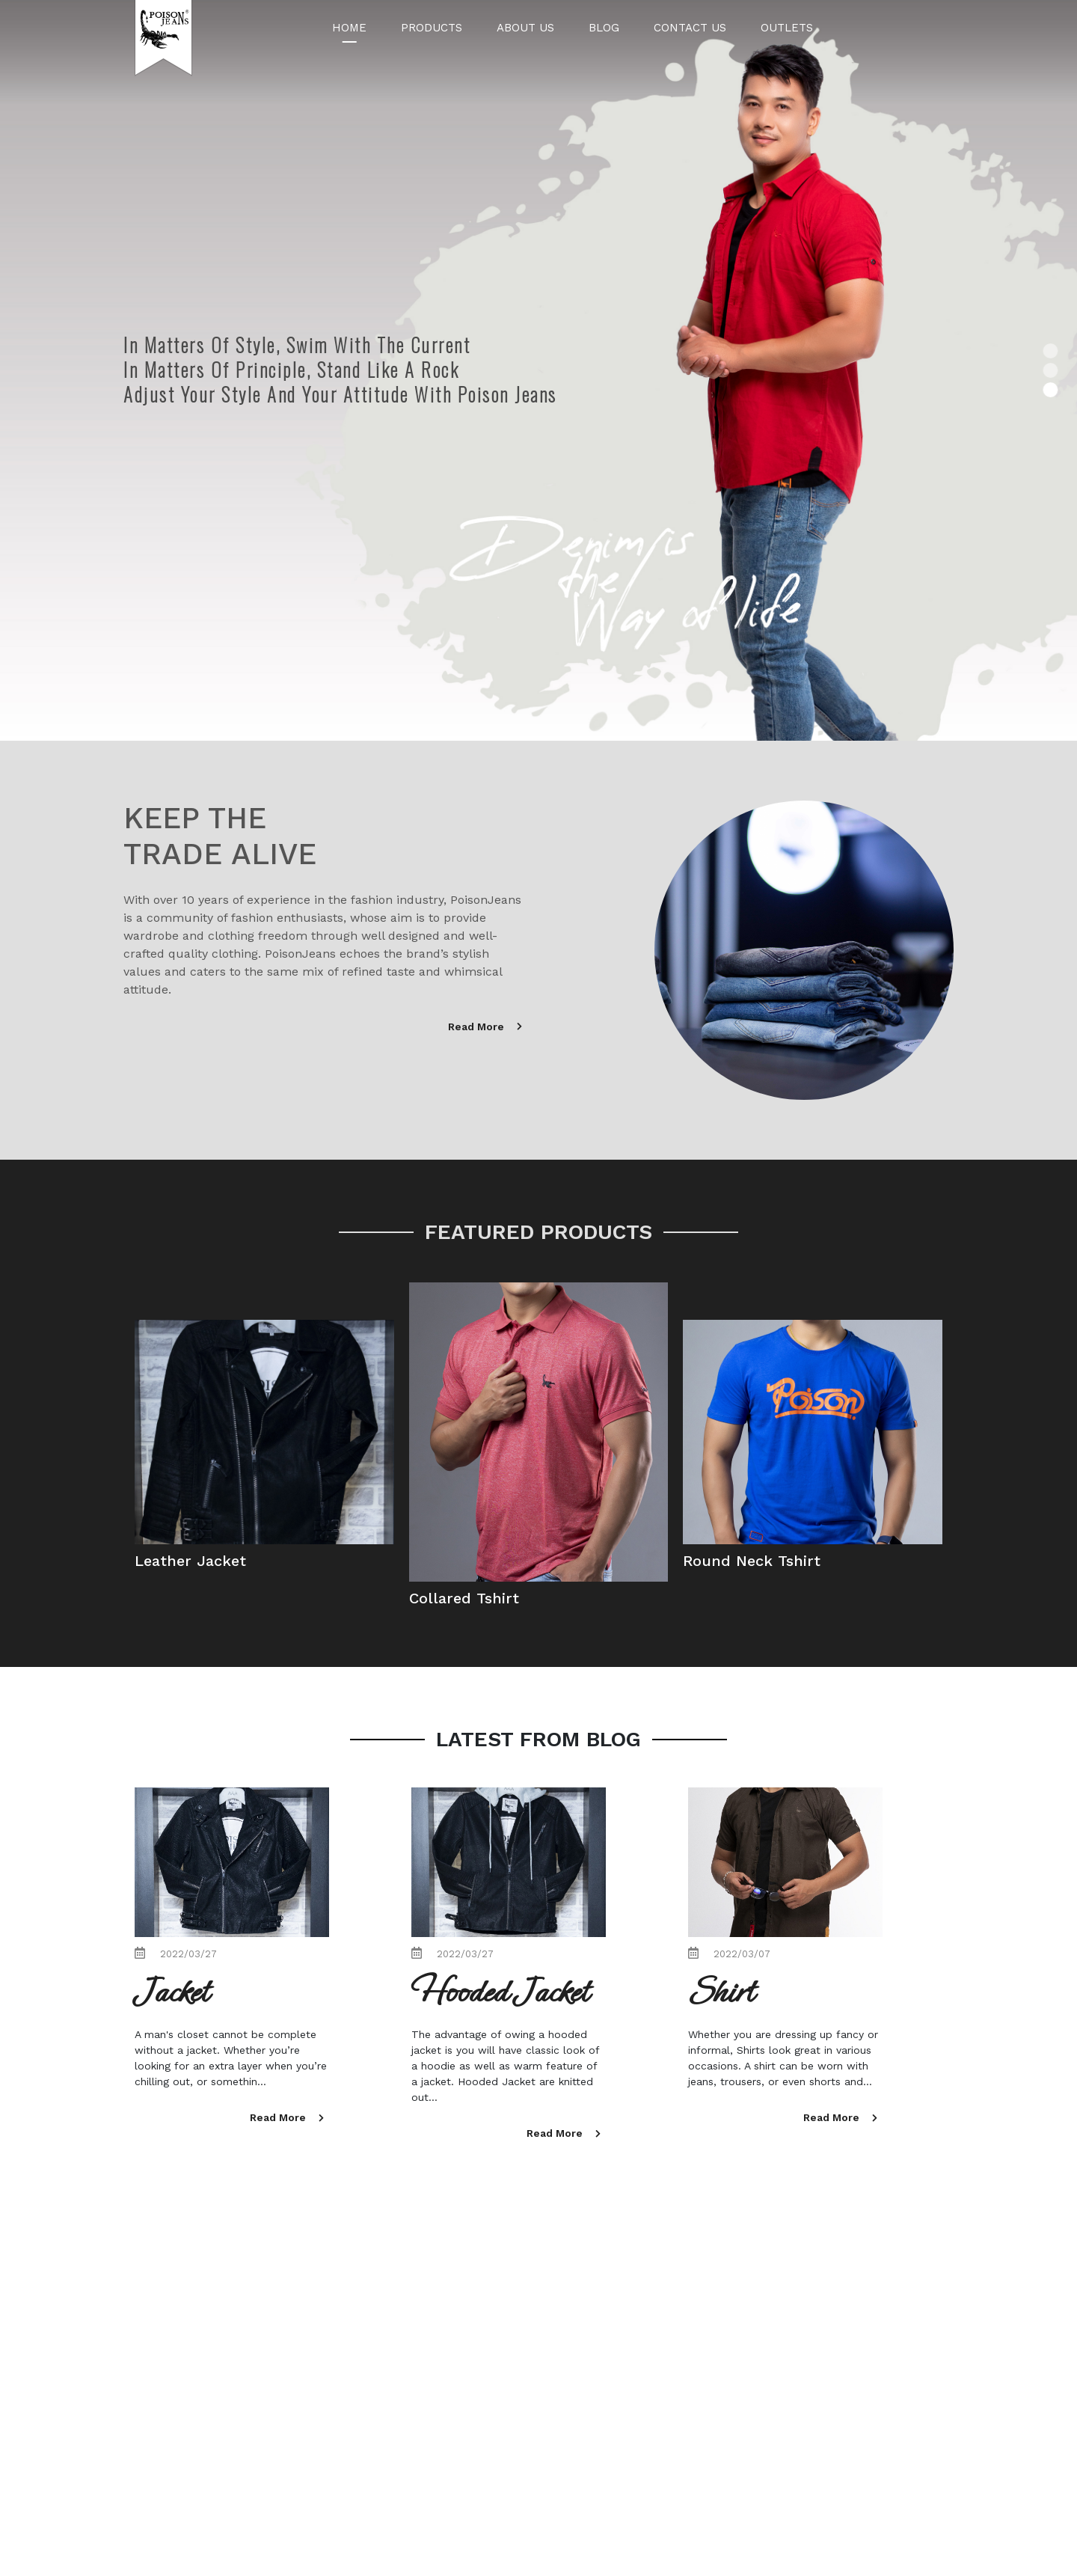 POISON®
JEANS
HOME
PRODUCTS
ABOUT US
BLOG
CONTACT US
OUTLETS
In Matters Of Style, Swim With The Current
In Matters Of Principle, Stand Like A Rock
Adjust Your Style And Your Attitude With Poison Jeans
Denim is
the
Way of life
KEEP THE
TRADE ALIVE
With over 10 years of experience in the fashion industry, PoisonJeans
is a community of fashion enthusiasts, whose aim is to provide
wardrobe and clothing freedom through well designed and well-
crafted quality clothing. PoisonJeans echoes the brand’s stylish
values and caters to the same mix of refined taste and whimsical
attitude.
Read More
FEATURED PRODUCTS
Poison
Leather Jacket
Collared Tshirt
Round Neck Tshirt
LATEST FROM BLOG
2022/03/27
Jacket
A man's closet cannot be complete
without a jacket. Whether you’re
looking for an extra layer when you’re
chilling out, or somethin...
Read More
2022/03/27
Hooded Jacket
The advantage of owing a hooded
jacket is you will have classic look of
a hoodie as well as warm feature of
a jacket. Hooded Jacket are knitted
out...
Read More
2022/03/07
Shirt
Whether you are dressing up fancy or
informal, Shirts look great in various
occasions. A shirt can be worn with
jeans, trousers, or even shorts and...
Read More